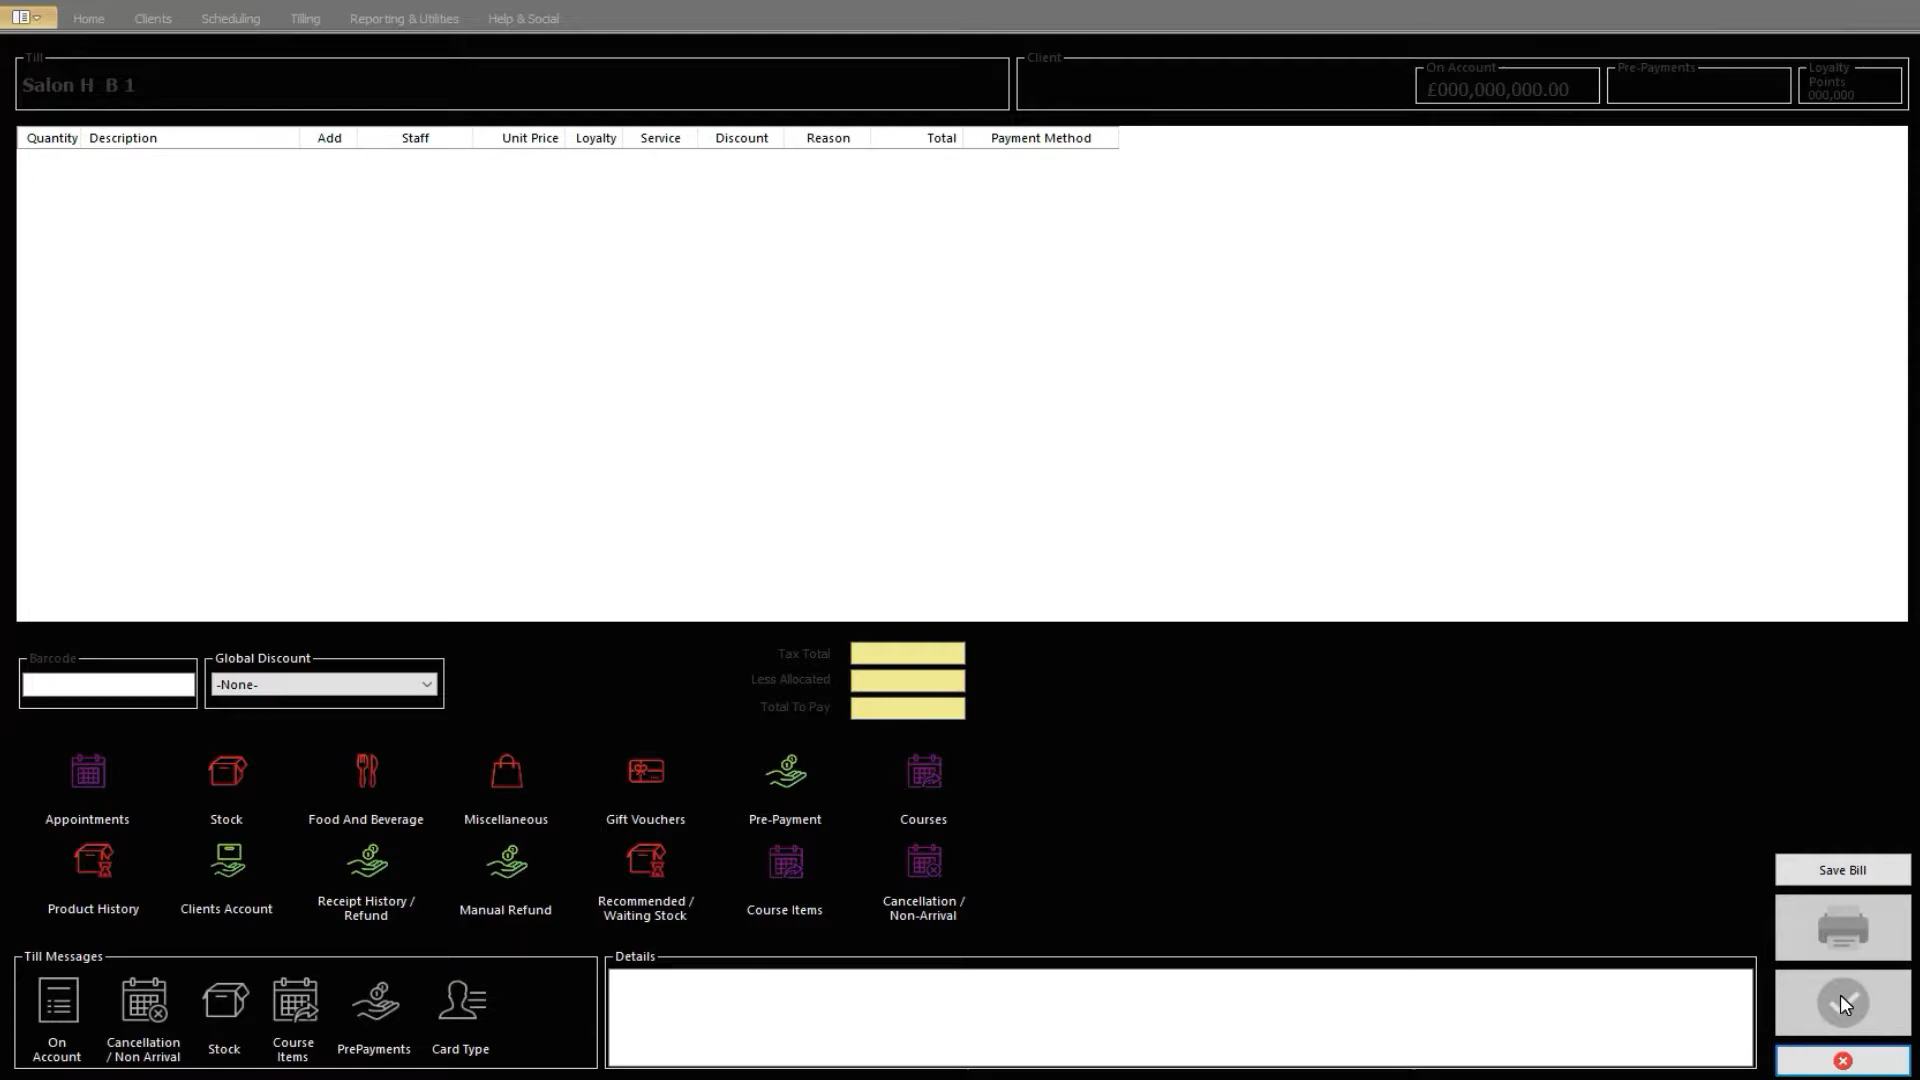 Home Clients Scheduling Tilling Reporting & Utilities Help & Social
Till
Salon H B 1
Client
On Account
£000,000,000.00
Pre-Payments
Loyalty
Points
000,000
Quantity Description Add Staff Unit Price Loyalty Service Discount Reason Total Payment Method
Barcode
Global Discount
-None-
Tax Total
Less Allocated
Total To Pay
Appointments Stock Food And Beverage Miscellaneous Gift Vouchers Pre-Payment Courses
Product History
Clients Account
Receipt History /
Refund
Manual Refund
Recommended /
Waiting Stock
Course Items
Cancellation /
Non-Arrival
Save Bill
Till Messages
On
Account
Cancellation
/ Non Arrival
Stock
Course
Items
PrePayments
Card Type
Details